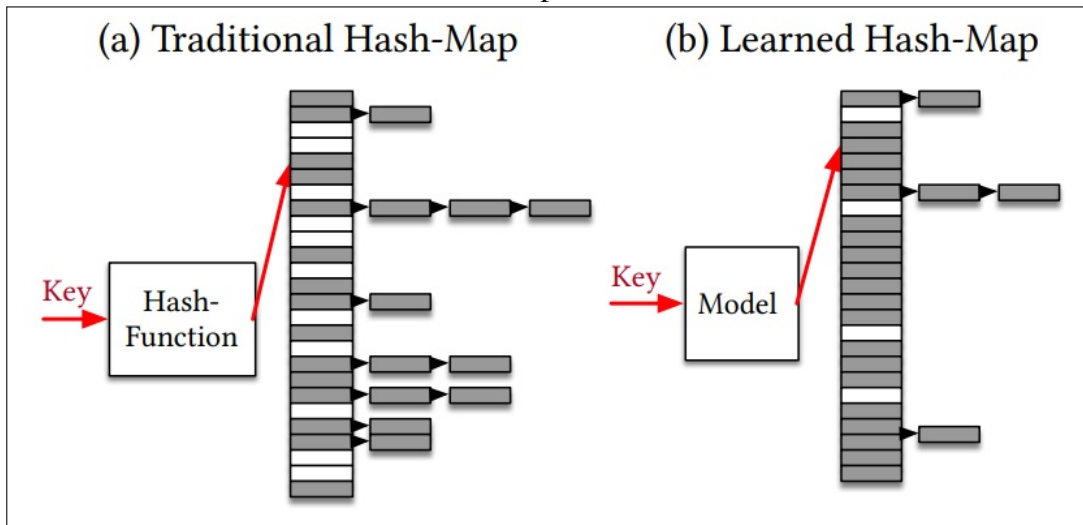 (a) Traditional Hash-Map
(b) Learned Hash-Map
Key
Hash-
Function
Key
Model